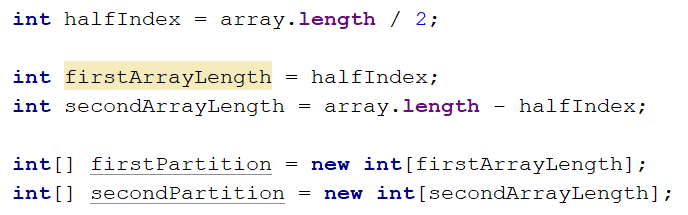 int halfIndex = array.length / 2;
int firstArrayLength = halfIndex;
int secondArrayLength = array.length - halfIndex;
int[] firstPartition = new int[firstArrayLength];
int[] secondPartition = new int[secondArrayLength];